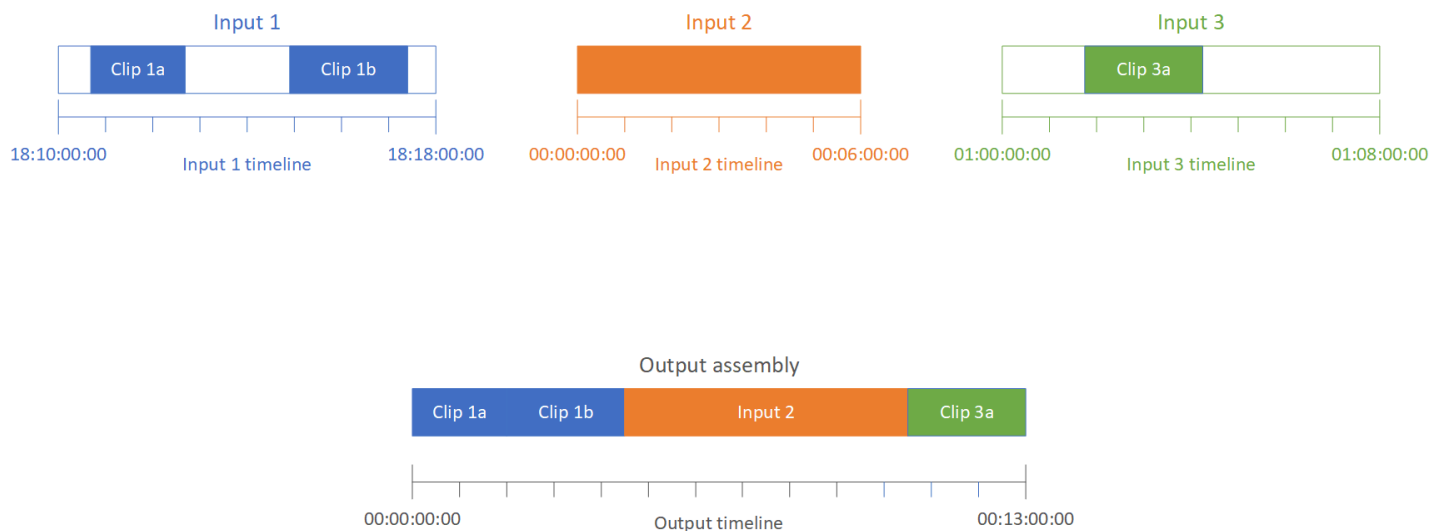 Input 1
Input 2
Input 3
Clip 1a
Clip 1b
Clip 3a
18:10:00:00
Input 1 timeline
18:18:00:00
00:00:00:00
Input 2 timeline
00:06:00:00
01:00:00:00
Input 3 timeline
01:08:00:00
Output assembly
Clip 1a
Clip 1b
Input 2
Clip 3a
00:00:00:00
Output timeline
00:13:00:00